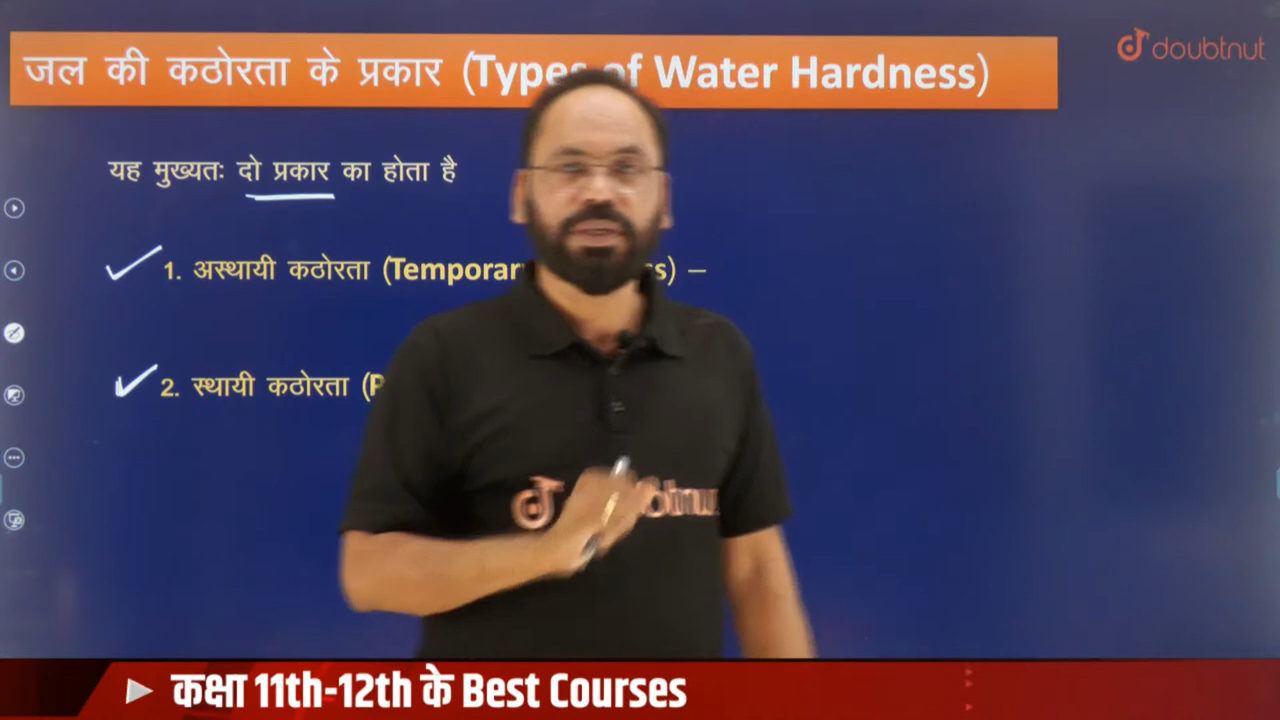 जल की कठोरता के प्रकार (Types of Water Hardness)
doubtnut
यह मुख्यतः दो प्रकार का होता है
1. अस्थायी कठोरता (Temporar s) –
2. स्थायी कठोरता (P
कक्षा 11th-12th के Best Courses